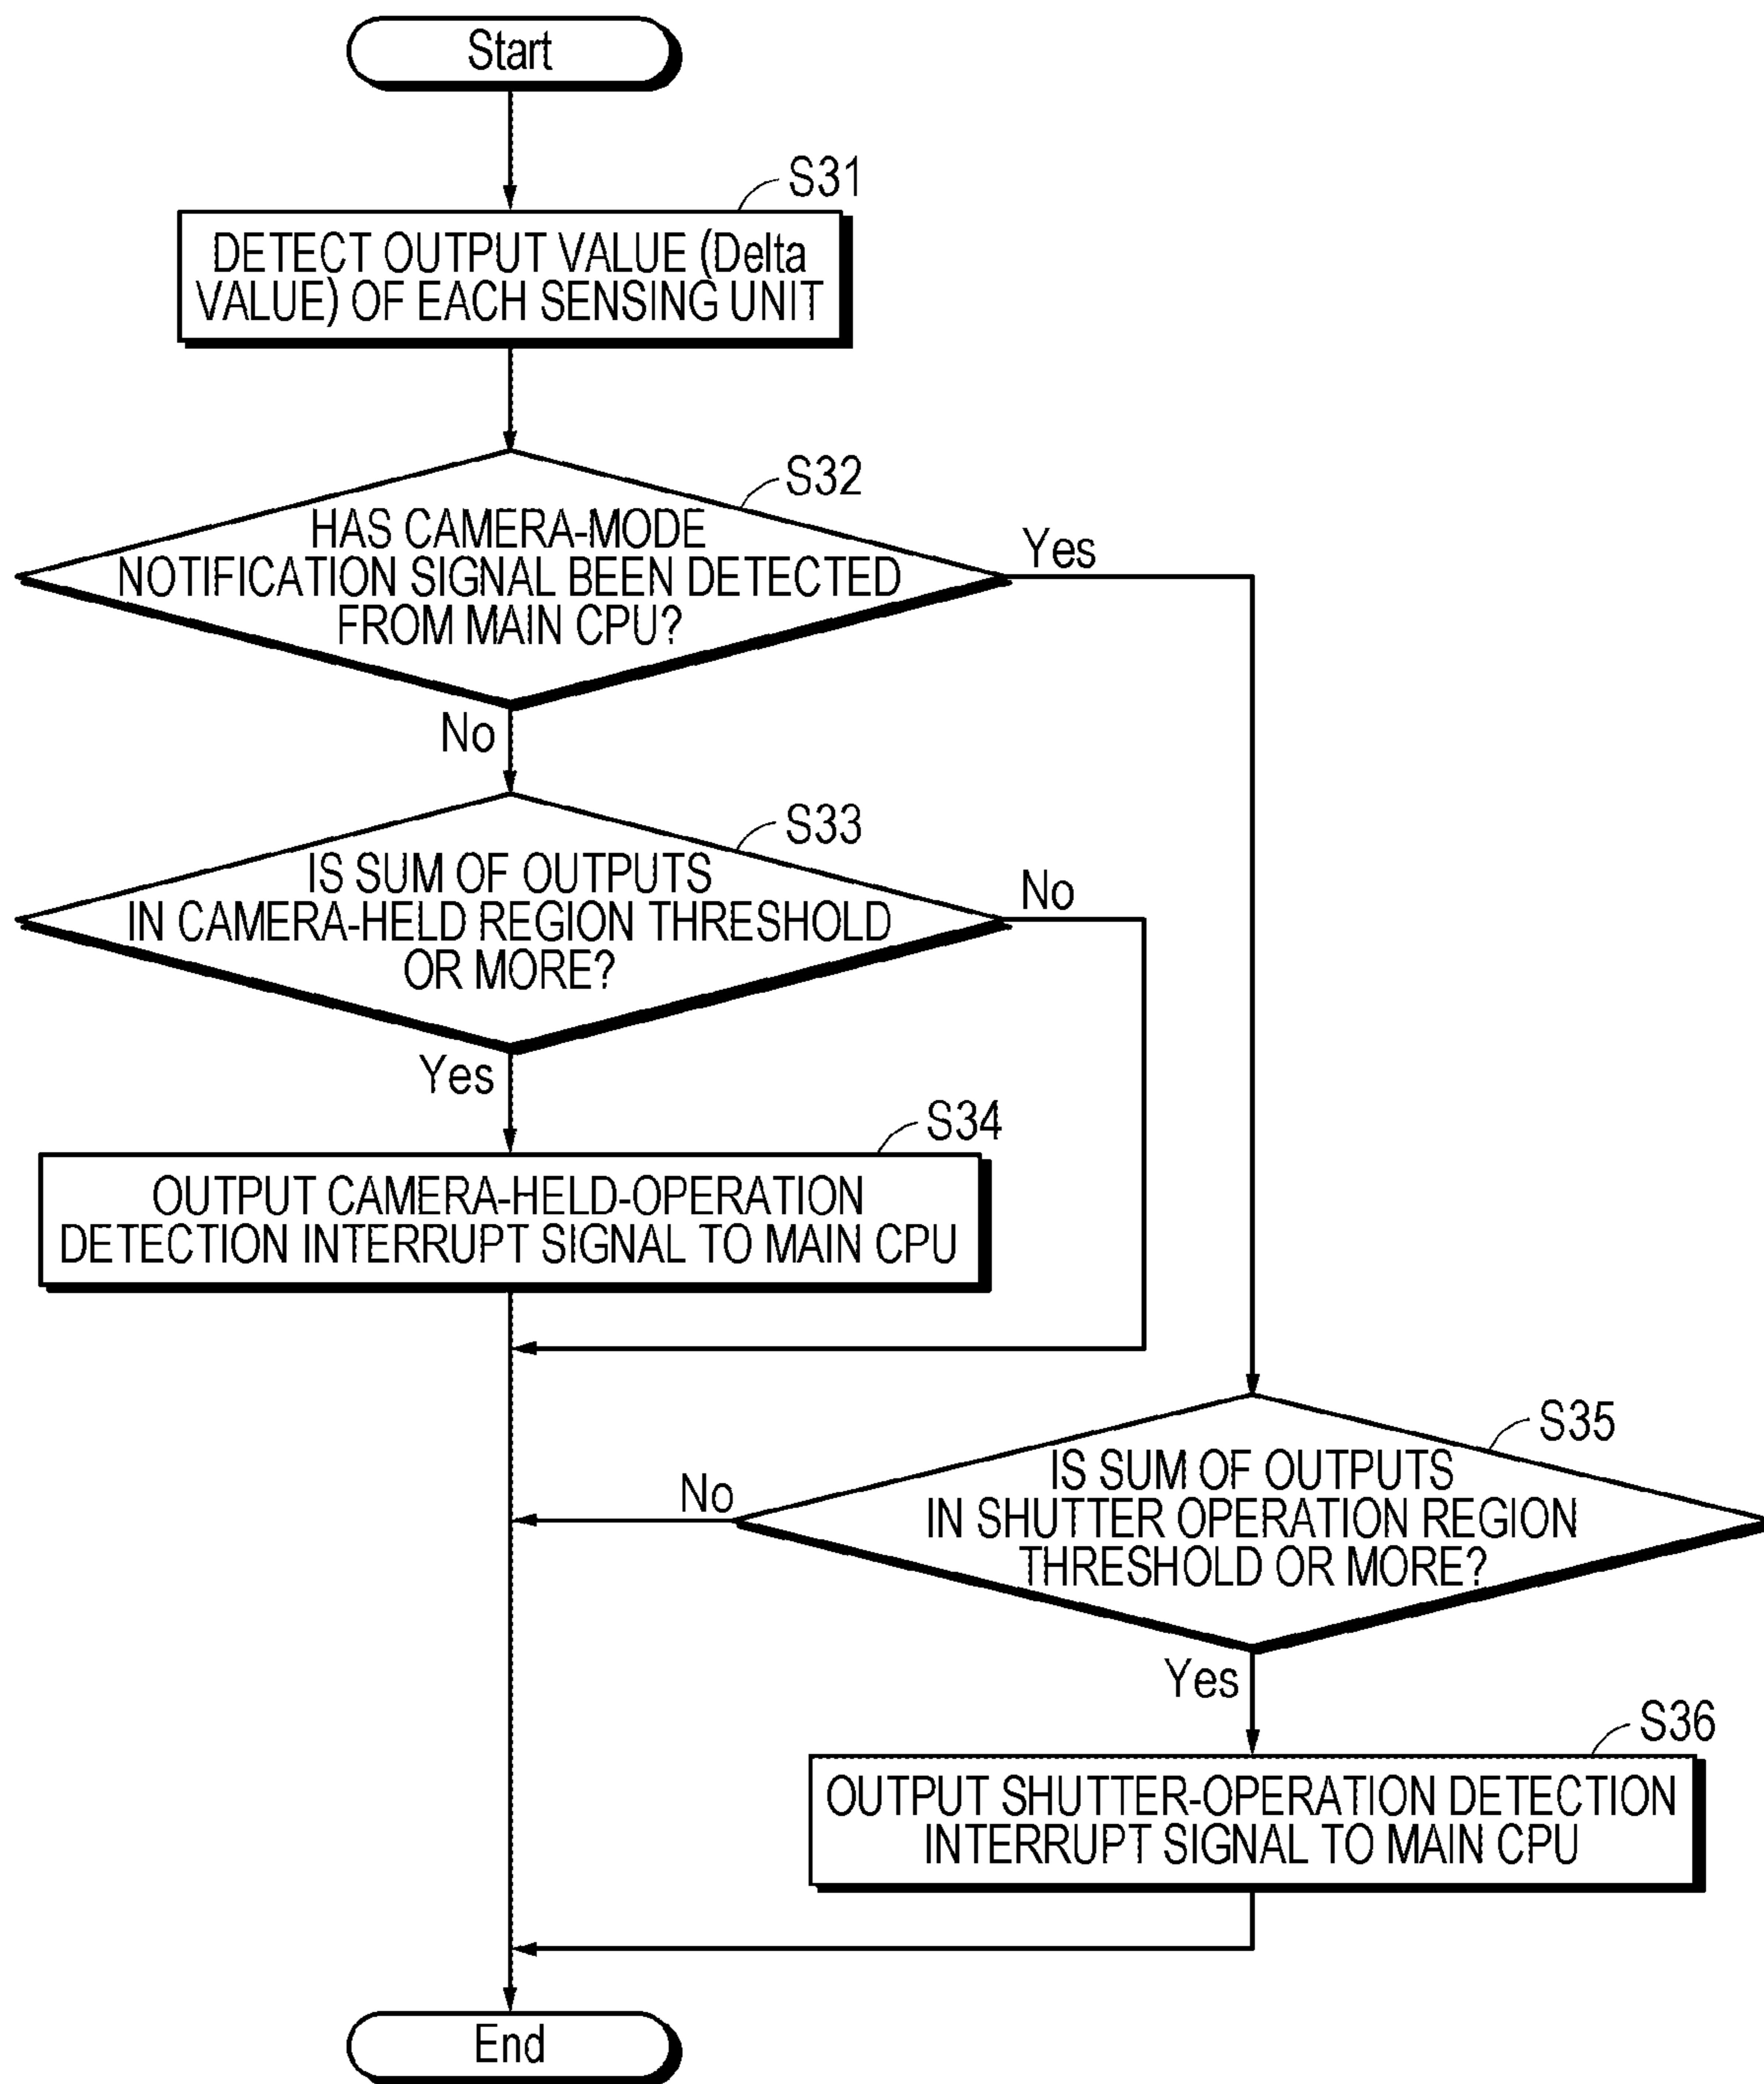 Start
S31
DETECT OUTPUT VALUE (Delta
VALUE) OF EACH SENSING UNIT
S32
HAS CAMERA-MODE
NOTIFICATION SIGNAL BEEN DETECTED
FROM MAIN CPU?
Yes
No
S33
IS SUM OF OUTPUTS
IN CAMERA-HELD REGION THRESHOLD
OR MORE?
No
Yes
S34
OUTPUT CAMERA-HELD-OPERATION
DETECTION INTERRUPT SIGNAL TO MAIN CPU
S35
IS SUM OF OUTPUTS
IN SHUTTER OPERATION REGION
THRESHOLD OR MORE?
No
Yes
S36
OUTPUT SHUTTER-OPERATION DETECTION
INTERRUPT SIGNAL TO MAIN CPU
End